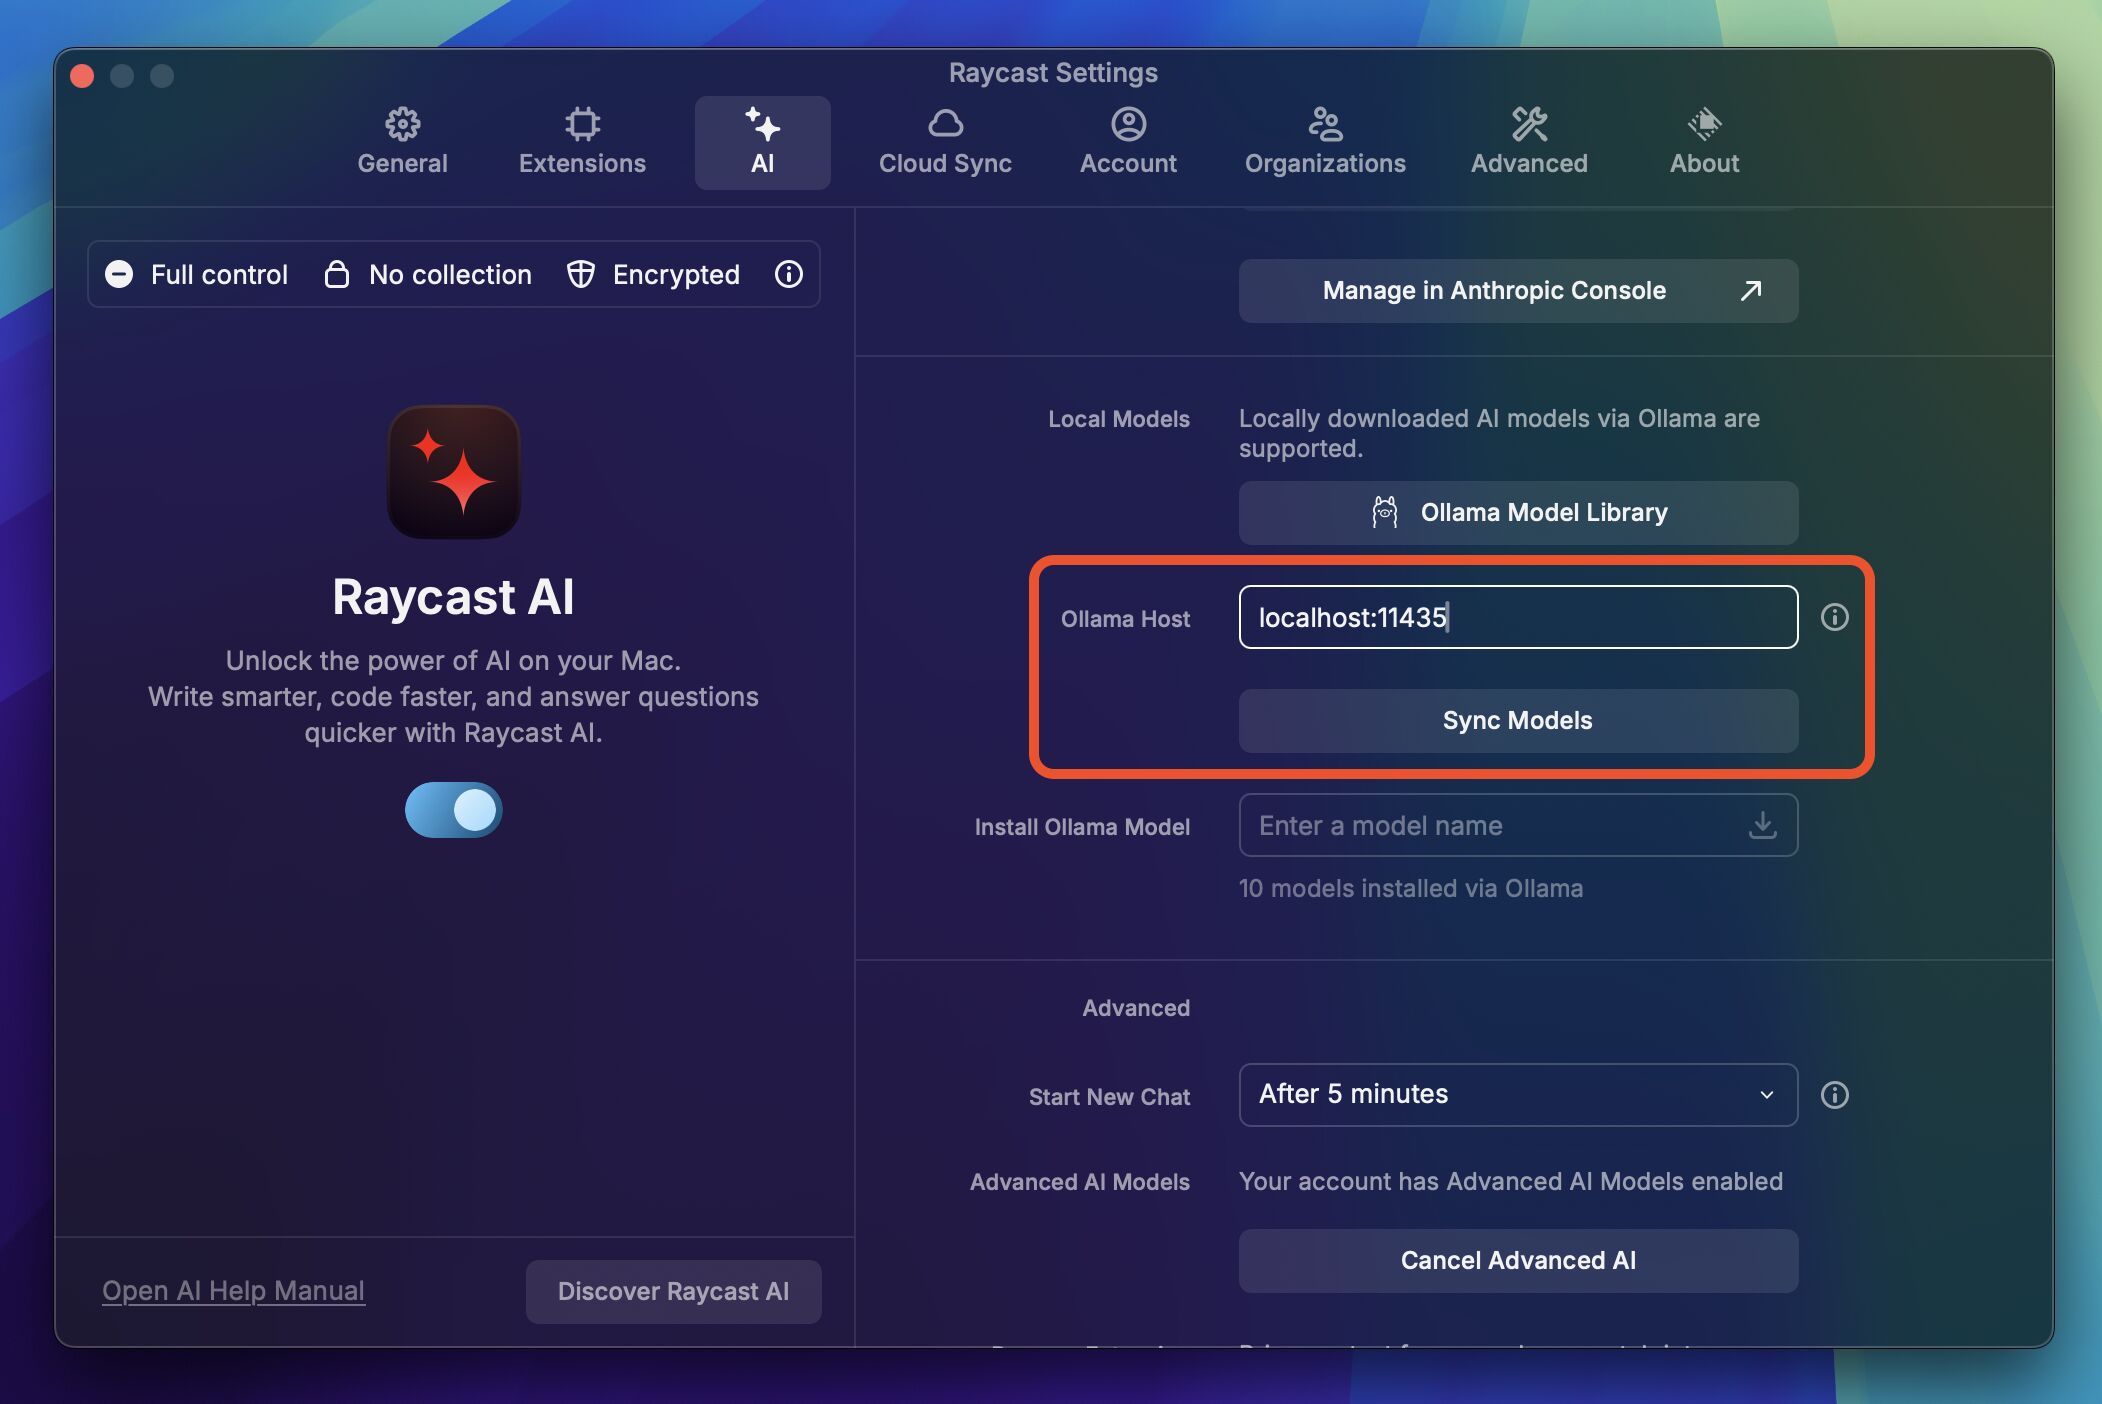 Raycast Settings
General
Extensions
AI
Cloud Sync
Account
Organizations
Advanced
About
Full control
No collection
Encrypted
Raycast AI
Unlock the power of AI on your Mac.
Write smarter, code faster, and answer questions
quicker with Raycast AI.
Open AI Help Manual
Discover Raycast AI
Manage in Anthropic Console
Local Models
Locally downloaded AI models via Ollama are
supported.
Ollama Model Library
Ollama Host
localhost:11435
Sync Models
Install Ollama Model
Enter a model name
10 models installed via Ollama
Advanced
Start New Chat
After 5 minutes
Advanced AI Models
Your account has Advanced AI Models enabled
Cancel Advanced AI